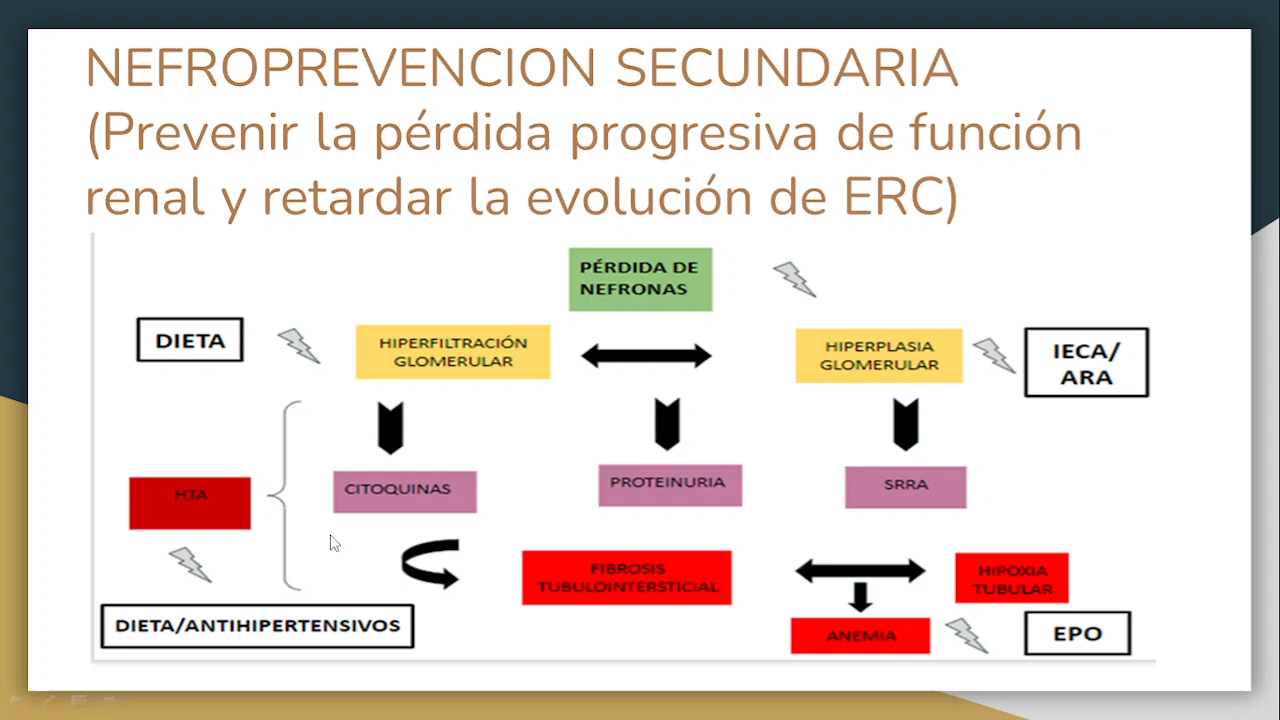 NEFROPREVENCION SECUNDARIA
(Prevenir la pérdida progresiva de función
renal y retardar la evolución de ERC)
PÉRDIDA DE
NEFRONAS
DIETA
HIPERFILTRACIÓN
GLOMERULAR
HIPERPLASIA
GLOMERULAR
IECA/
ARA
HTA
CITOQUINAS
PROTEINURIA
SRRA
FIBROSIS
TUBULOINTERSTICIAL
HIPOXIA
TUBULAR
DIETA/ANTIHIPERTENSIVOS
ANEMIA
EPO